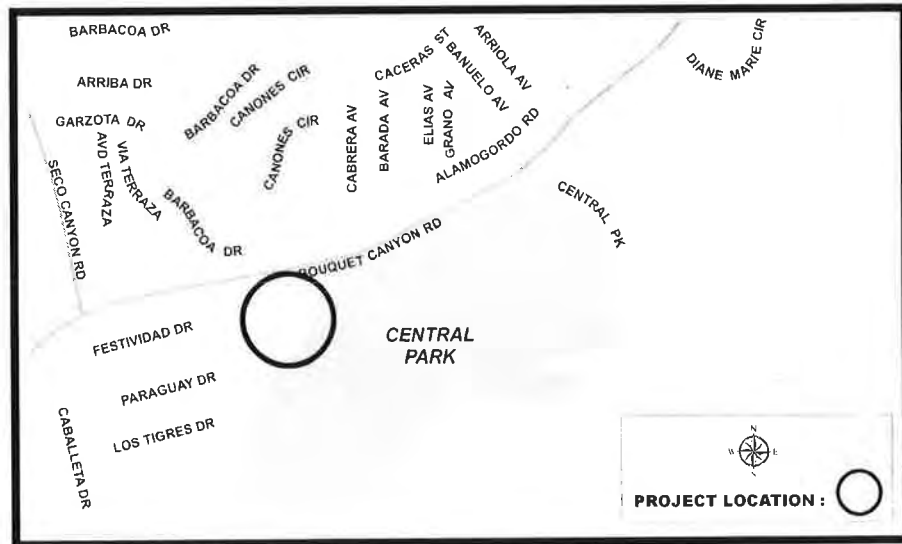 BARBACOA DR
ARRIBA DR
GARZOTA DR
SECO CANYON RD
AVD TERRAZA
VIA TERRAZA
BARBACOA DR
BARBACOA DR
CANONES CIR
CANONES CIR
CABRERA AV
BARADA AV
CACERAS ST
ELIAS AV
GRANO AV
BANUELO AV
ARRIOLA AV
ALAMOGORDO RD
DIANE MARIE CIR
CENTRAL PK
BOUQUET CANYON RD
FESTIVIDAD DR
PARAGUAY DR
LOS TIGRES DR
CABALLETA DR
CENTRAL
PARK
N
W E
PROJECT LOCATION :